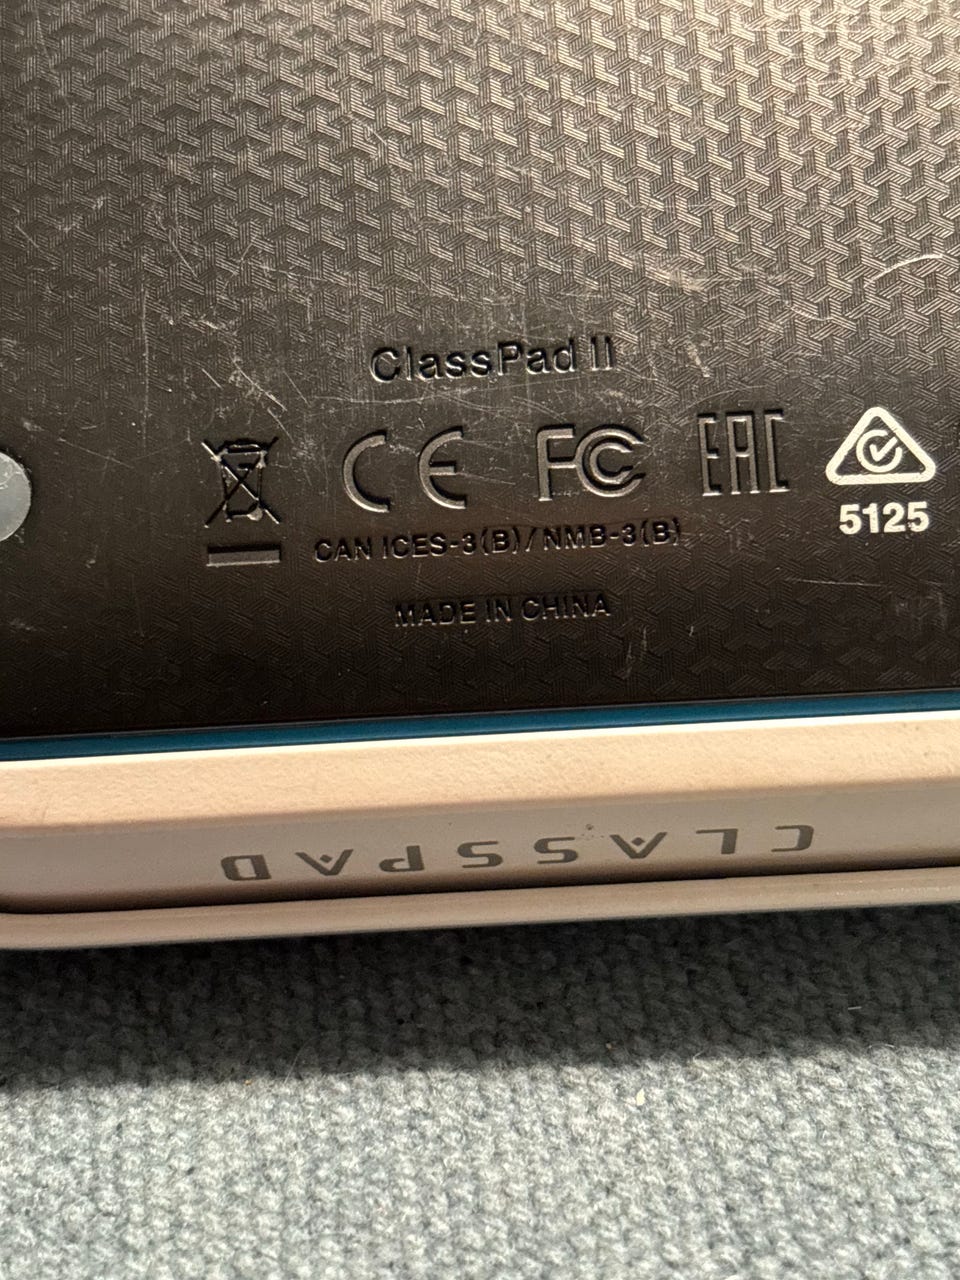 ClassPad II
CE FC EAC
5125
CAN ICES-3(B)/NMB-3(B)
MADE IN CHINA
CLASSPAD